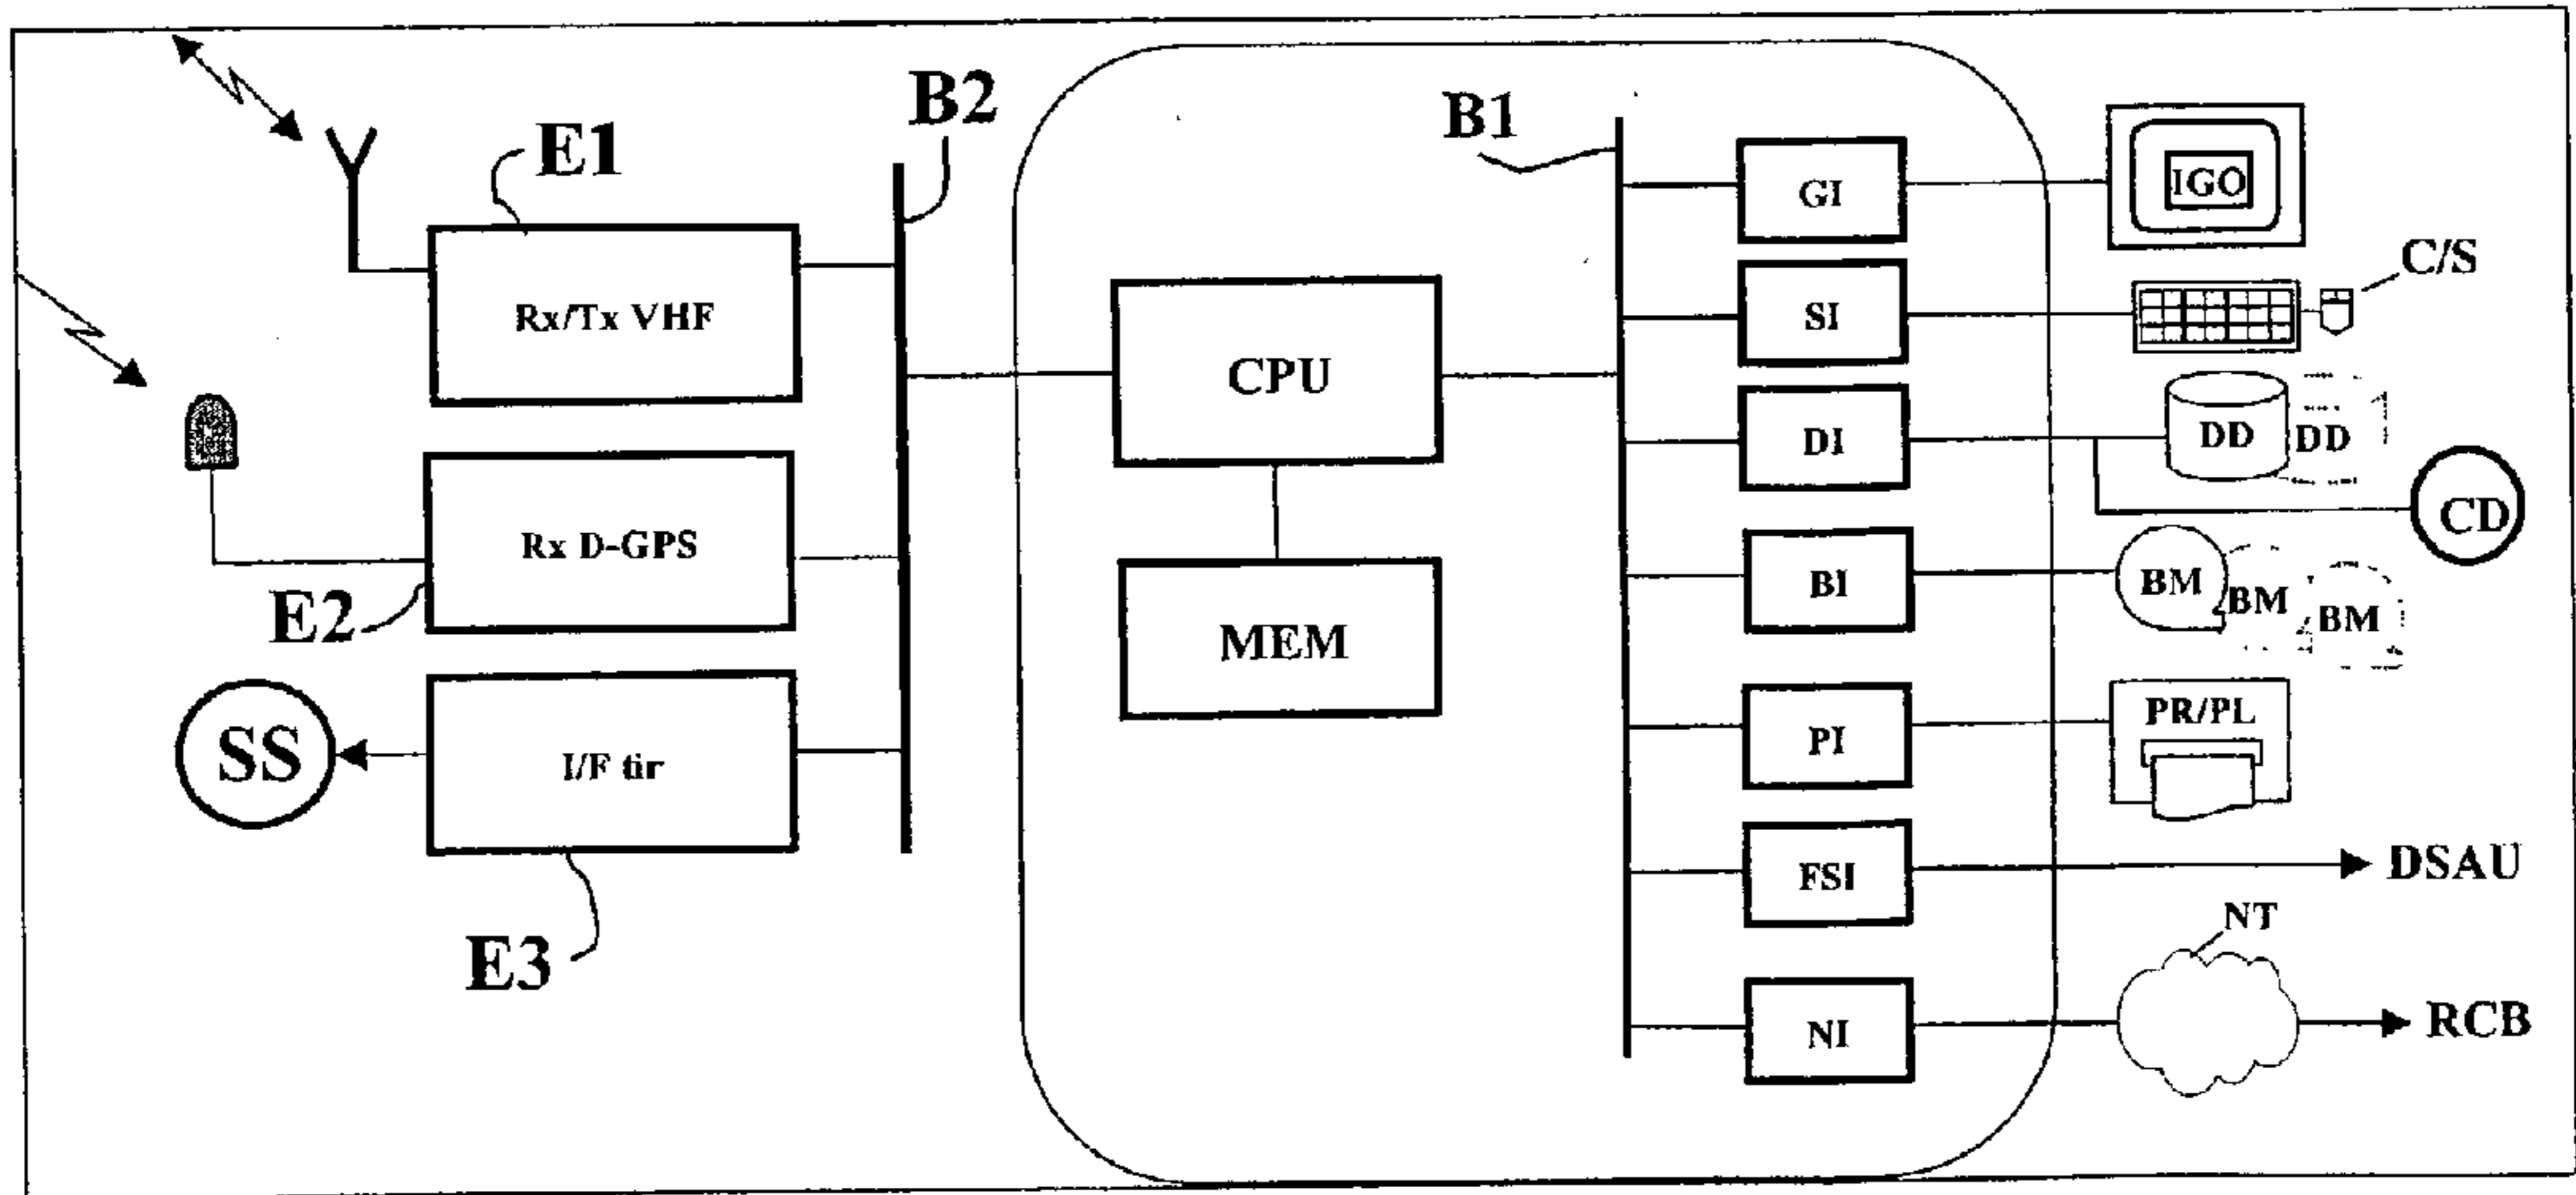 B2
B1
E1
GI
IGO
C/S
Rx/Tx VHF
SI
CPU
DI
DD
DD
CD
Rx D-GPS
E2
BI
BM
BM
BM
MEM
SS
I/F tir
PI
PR/PL
FSI
DSAU
E3
NT
NI
RCB